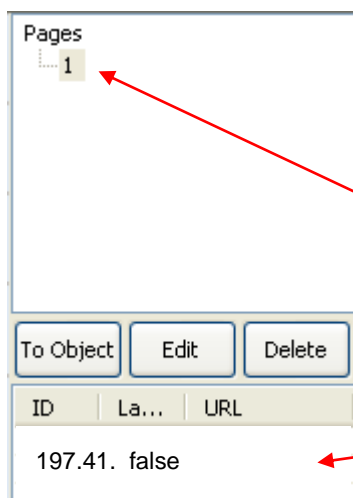 Pages
1
To Object Edit Delete
ID La... URL
197.41. false